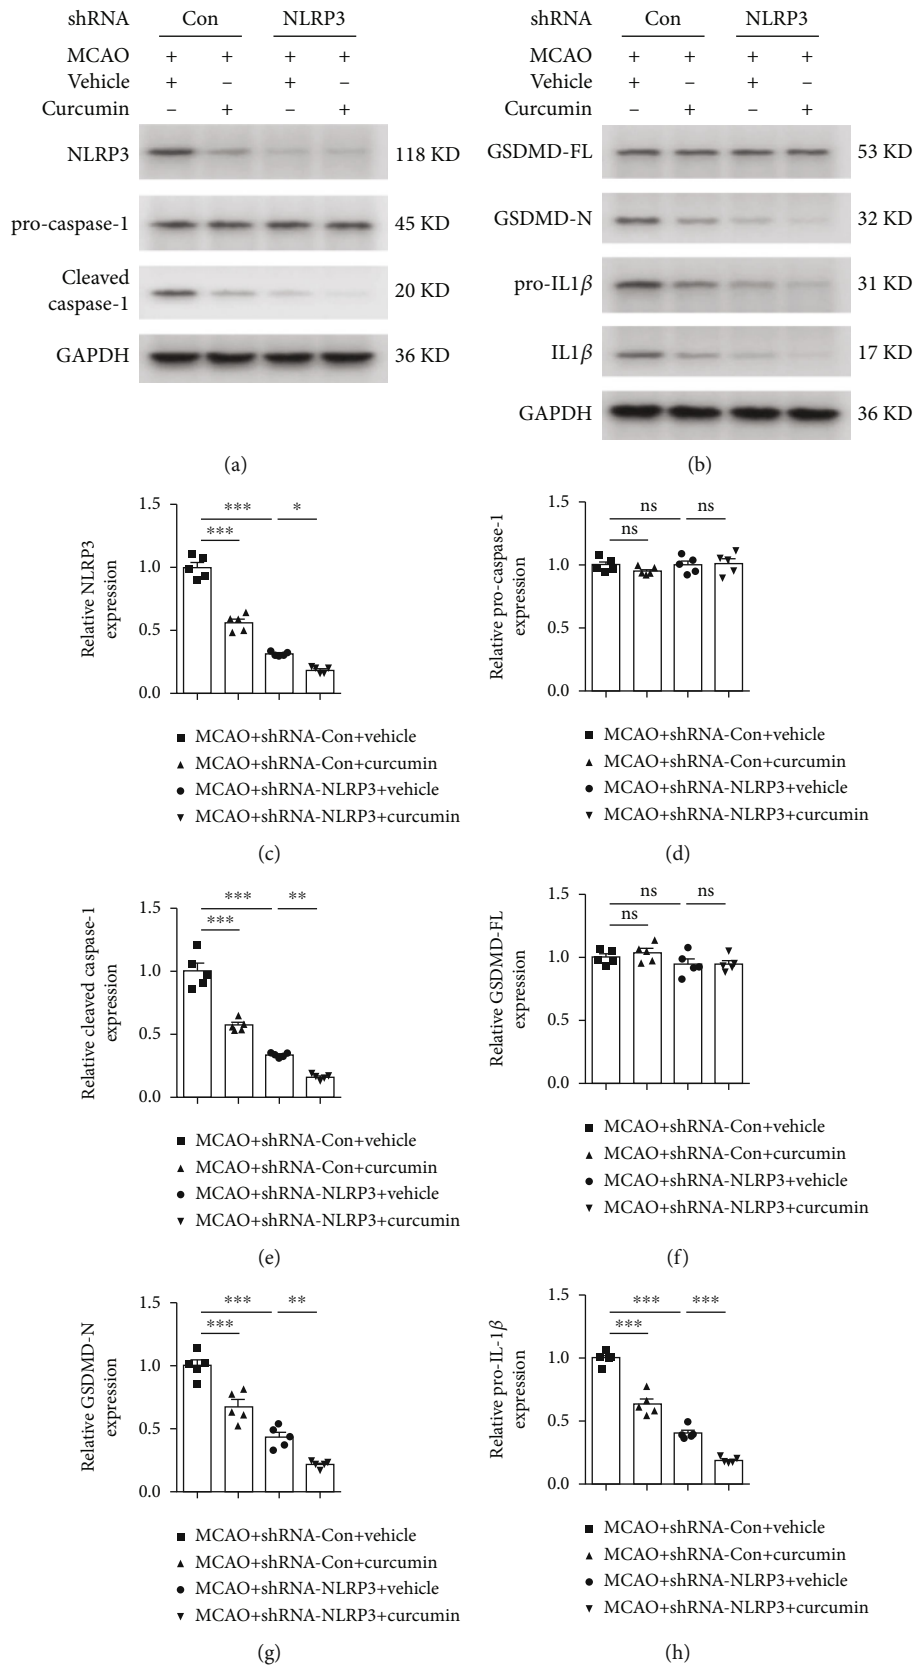 shRNA Con NLRP3
MCAO + + + +
Vehicle + – + –
Curcumin – + – +
NLRP3 118 KD
pro-caspase-1 45 KD
Cleaved
caspase-1 20 KD
GAPDH 36 KD
(a)
shRNA Con NLRP3
MCAO + + + +
Vehicle + – + –
Curcumin – + – +
GSDMD-FL 53 KD
GSDMD-N 32 KD
pro-IL1β 31 KD
IL1β 17 KD
GAPDH 36 KD
(b)
Relative NLRP3
expression
1.5
1.0
0.5
0.0
*** *
***
MCAO+shRNA-Con+vehicle
MCAO+shRNA-Con+curcumin
MCAO+shRNA-NLRP3+vehicle
MCAO+shRNA-NLRP3+curcumin
(c)
Relative pro-caspase-1
expression
1.5
1.0
0.5
0.0
ns ns
ns
MCAO+shRNA-Con+vehicle
MCAO+shRNA-Con+curcumin
MCAO+shRNA-NLRP3+vehicle
MCAO+shRNA-NLRP3+curcumin
(d)
Relative cleaved caspase-1
expression
1.5
1.0
0.5
0.0
*** **
***
MCAO+shRNA-Con+vehicle
MCAO+shRNA-Con+curcumin
MCAO+shRNA-NLRP3+vehicle
MCAO+shRNA-NLRP3+curcumin
(e)
Relative GSDMD-FL
expression
1.5
1.0
0.5
0.0
ns ns
ns
MCAO+shRNA-Con+vehicle
MCAO+shRNA-Con+curcumin
MCAO+shRNA-NLRP3+vehicle
MCAO+shRNA-NLRP3+curcumin
(f)
Relative GSDMD-N
expression
1.5
1.0
0.5
0.0
*** **
***
MCAO+shRNA-Con+vehicle
MCAO+shRNA-Con+curcumin
MCAO+shRNA-NLRP3+vehicle
MCAO+shRNA-NLRP3+curcumin
(g)
Relative pro-IL-1β
expression
1.5
1.0
0.5
0.0
*** ***
***
MCAO+shRNA-Con+vehicle
MCAO+shRNA-Con+curcumin
MCAO+shRNA-NLRP3+vehicle
MCAO+shRNA-NLRP3+curcumin
(h)